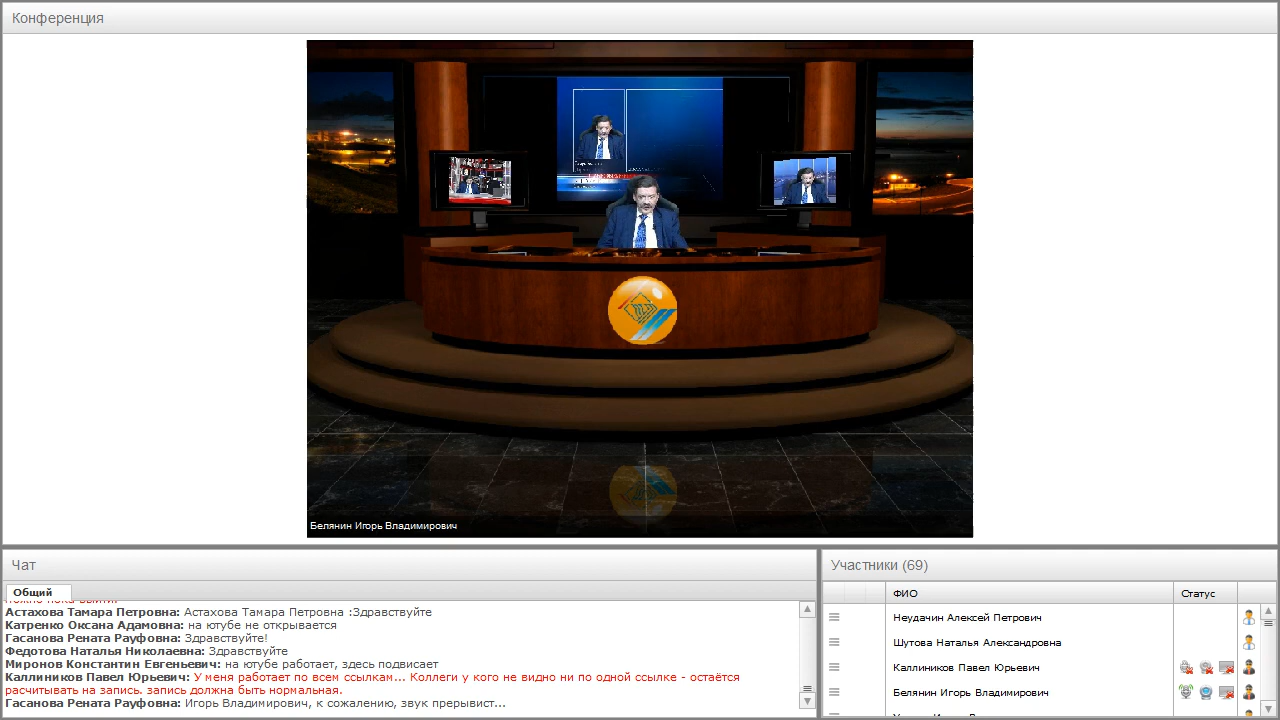 Конференция
Белянин Игорь Владимирович
Чат
Общий
Астахова Тамара Петровна: Астахова Тамара Петровна :Здравствуйте
Катренко Оксана Адамовна: на ютубе не открывается
Гасанова Рената Рауфовна: Здравствуйте!
Федотова Наталья Николаевна: Здравствуйте
Миронов Константин Евгеньевич: на ютубе работает, здесь подвисает
Каллиников Павел Юрьевич: У меня работает по всем ссылкам... Коллеги у кого не видно ни по одной ссылке - остаётся
расчитывать на запись. запись должна быть нормальная.
Гасанова Рената Рауфовна: Игорь Владимирович, к сожалению,звук прерывист...
Участники (69)
ФИО Статус
Неудачин Алексей Петрович
Шутова Наталья Александровна
Каллиников Павел Юрьевич
Белянин Игорь Владимирович